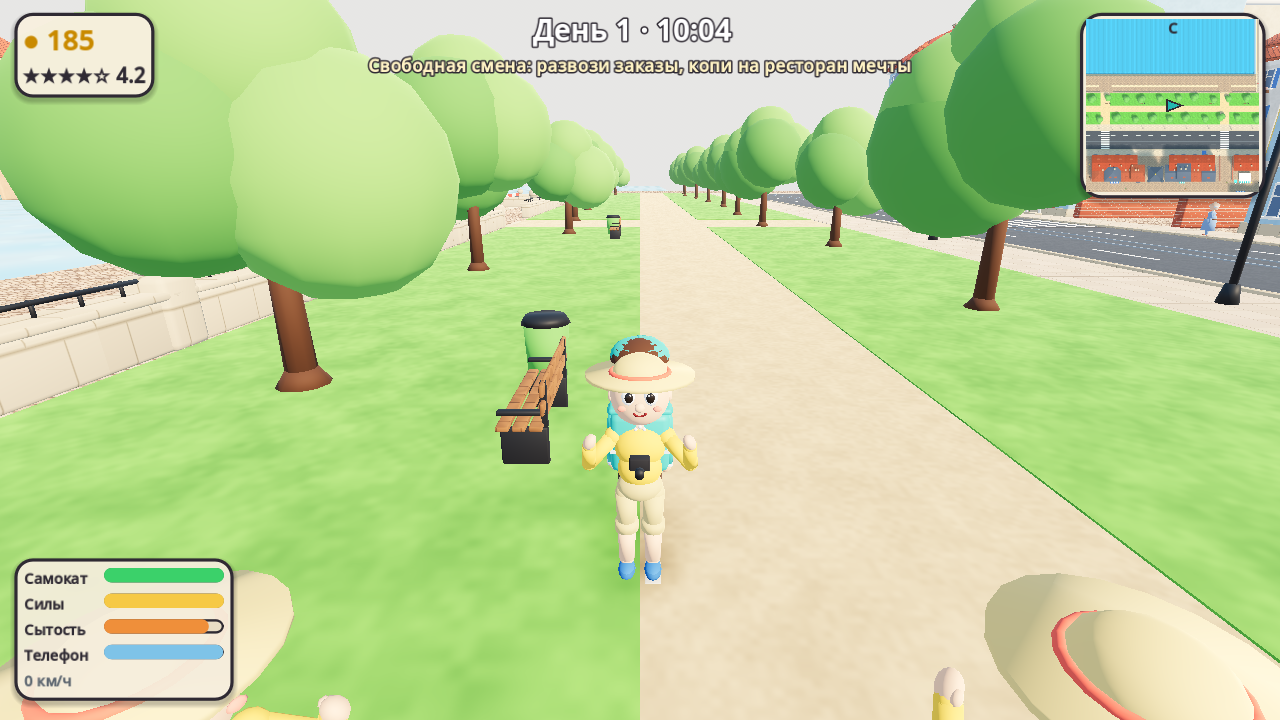 185
★★★★☆ 4.2
День 1 · 10:04
Свободная смена: развози заказы, копи на ресторан мечты
С
Самокат
Силы
Сытость
Телефон
0 км/ч